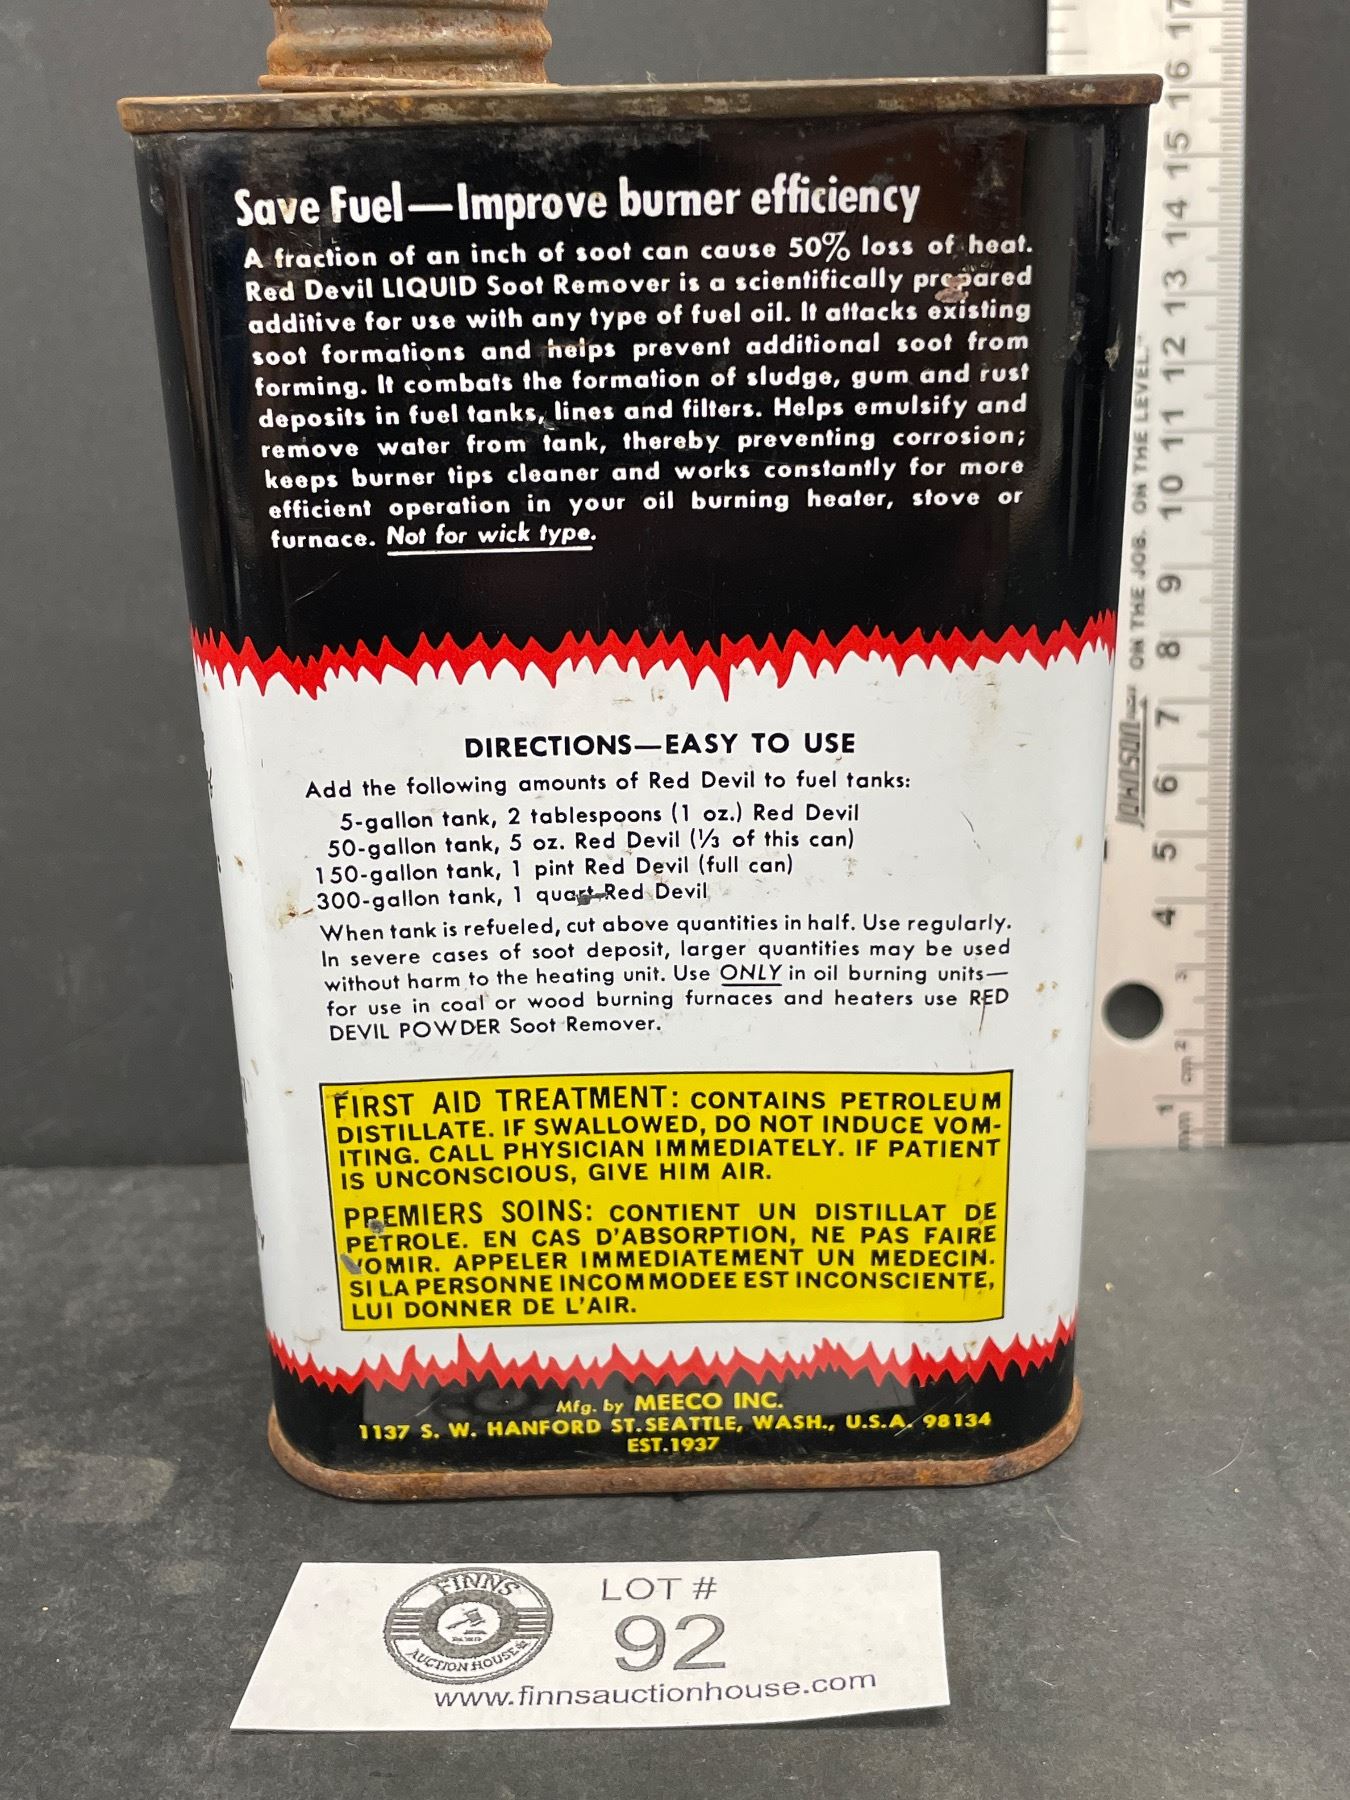 Save Fuel—Improve burner efficiency
A fraction of an inch of soot can cause 50% loss of heat.
Red Devil LIQUID Soot Remover is a scientifically prepared
additive for use with any type of fuel oil. It attacks existing
soot formations and helps prevent additional soot from
forming. It combats the formation of sludge, gum and rust
deposits in fuel tanks, lines and filters. Helps emulsify and
remove water from tank, thereby preventing corrosion;
keeps burner tips cleaner and works constantly for more
efficient operation in your oil burning heater, stove or
furnace. Not for wick type.
DIRECTIONS—EASY TO USE
Add the following amounts of Red Devil to fuel tanks:
5-gallon tank, 2 tablespoons (1 oz.) Red Devil
50-gallon tank, 5 oz. Red Devil (⅓ of this can)
150-gallon tank, 1 pint Red Devil (full can)
300-gallon tank, 1 quart Red Devil
When tank is refueled, cut above quantities in half. Use regularly.
In severe cases of soot deposit, larger quantities may be used
without harm to the heating unit. Use ONLY in oil burning units—
for use in coal or wood burning furnaces and heaters use RED
DEVIL POWDER Soot Remover.
FIRST AID TREATMENT: CONTAINS PETROLEUM
DISTILLATE. IF SWALLOWED, DO NOT INDUCE VOM-
ITING. CALL PHYSICIAN IMMEDIATELY. IF PATIENT
IS UNCONSCIOUS, GIVE HIM AIR.
PREMIERS SOINS: CONTIENT UN DISTILLAT DE
PETROLE. EN CAS D'ABSORPTION, NE PAS FAIRE
VOMIR. APPELER IMMEDIATEMENT UN MEDECIN.
SI LA PERSONNE INCOMMODEE EST INCONSCIENTE,
LUI DONNER DE L'AIR.
Mfg. by MEECO INC.
1137 S. W. HANFORD ST. SEATTLE, WASH., U.S.A. 98134
EST. 1937
JOHNSON ON THE JOB. ON THE LEVEL.
mm 1 cm 2 3 4 5 6 7 8 9 10 11 12 13 14 15 16 17
FINNS
AUCTION HOUSE
LOT #
92
www.finnsauctionhouse.com